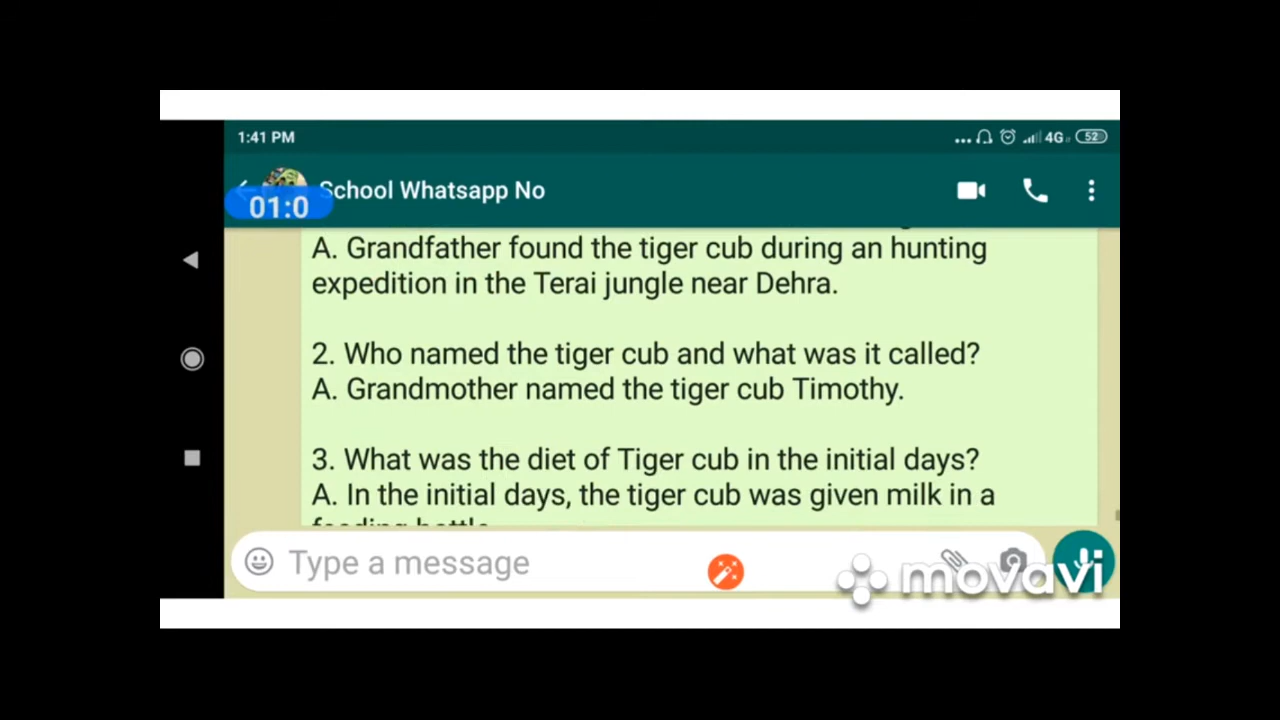 1:41 PM
4G
52
School Whatsapp No
01:0
A. Grandfather found the tiger cub during an hunting
expedition in the Terai jungle near Dehra.
2. Who named the tiger cub and what was it called?
A. Grandmother named the tiger cub Timothy.
3. What was the diet of Tiger cub in the initial days?
A. In the initial days, the tiger cub was given milk in a
feeding bottle
Type a message
movavi